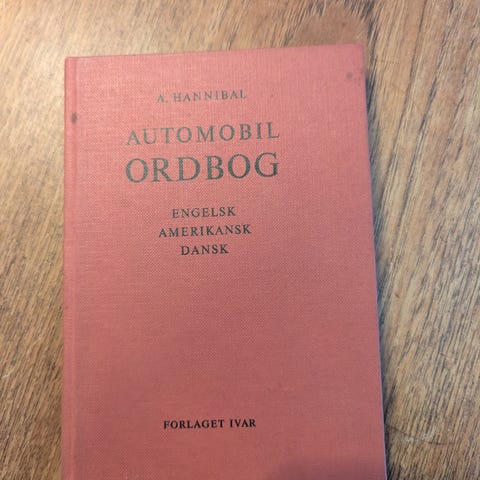 A. HANNIBAL
AUTOMOBIL
ORDBOG
ENGELSK
AMERIKANSK
DANSK
FORLAGET IVAR